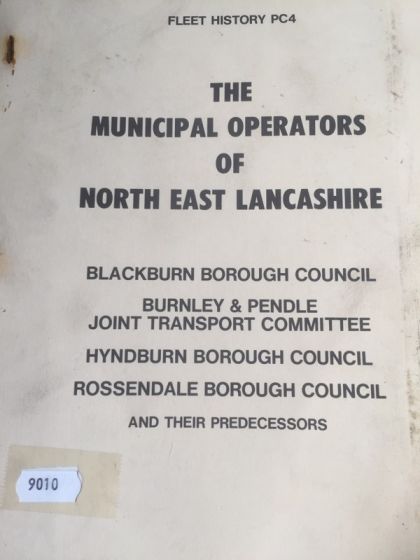 FLEET HISTORY PC4
THE
MUNICIPAL OPERATORS
OF
NORTH EAST LANCASHIRE
BLACKBURN BOROUGH COUNCIL
BURNLEY & PENDLE
JOINT TRANSPORT COMMITTEE
HYNDBURN BOROUGH COUNCIL
ROSSENDALE BOROUGH COUNCIL
AND THEIR PREDECESSORS
9010